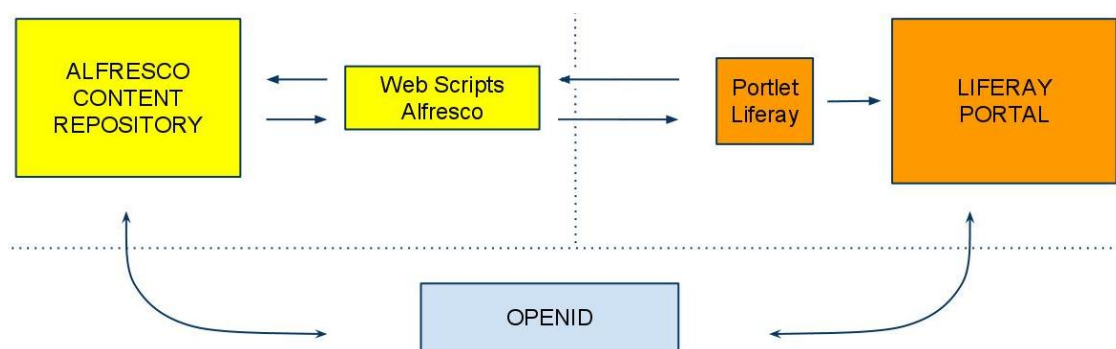 ALFRESCO
CONTENT
REPOSITORY
Web Scripts
Alfresco
Portlet
Liferay
LIFERAY
PORTAL
OPENID